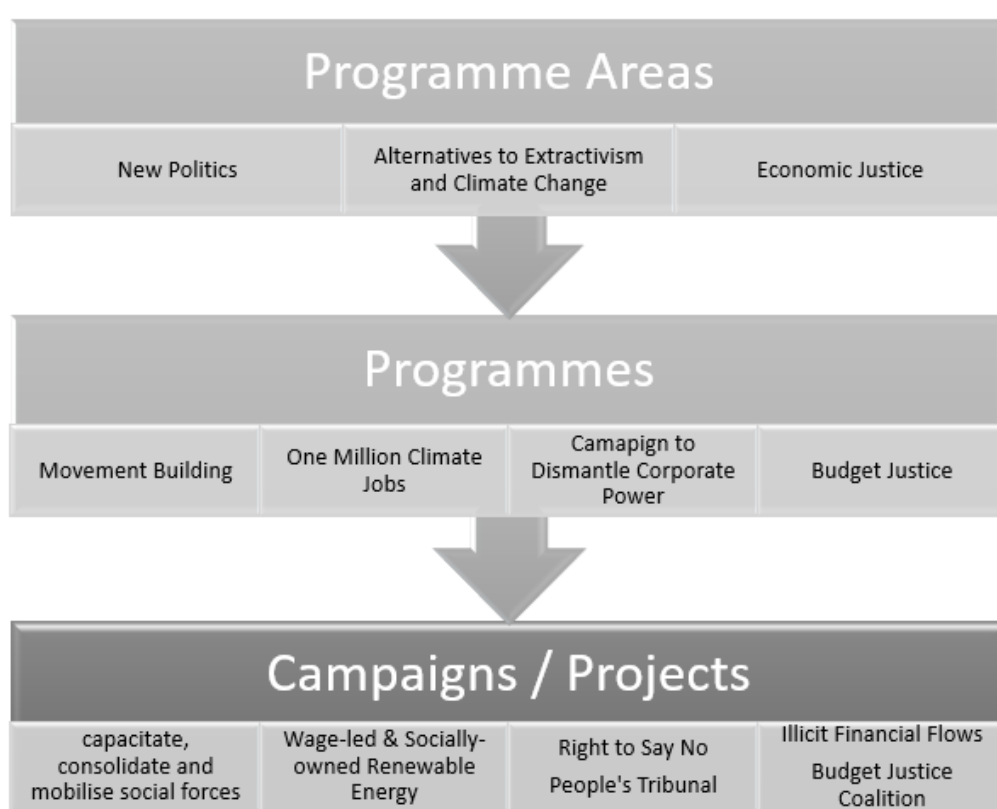 Programme Areas
New Politics
Alternatives to Extractivism
and Climate Change
Economic Justice
Programmes
Movement Building
One Million Climate
Jobs
Camapign to
Dismantle Corporate
Power
Budget Justice
Campaigns / Projects
capacitate,
consolidate and
mobilise social forces
Wage-led & Socially-
owned Renewable
Energy
Right to Say No
People's Tribunal
Illicit Financial Flows
Budget Justice
Coalition